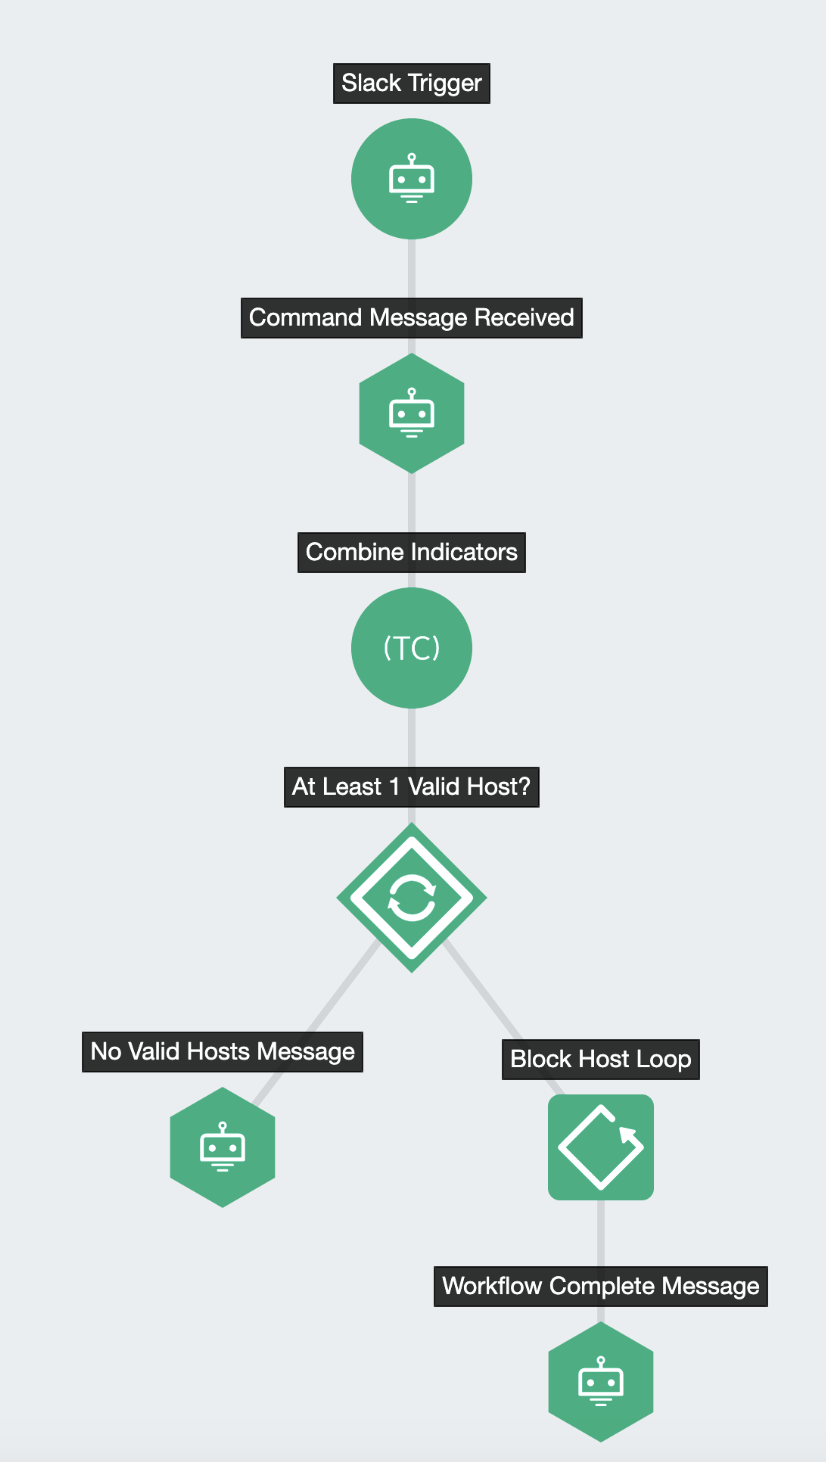 Slack Trigger
Command Message Received
Combine Indicators
(TC)
At Least 1 Valid Host?
No Valid Hosts Message
Block Host Loop
Workflow Complete Message